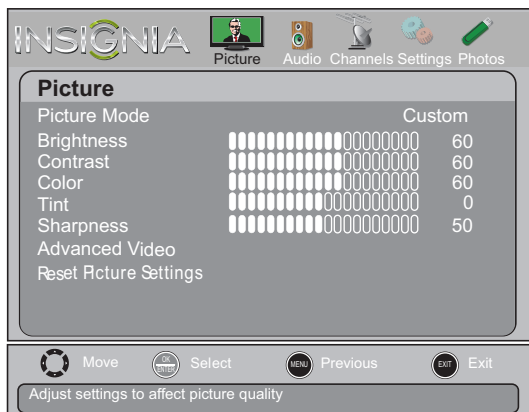 INSIGNIA
Picture Audio Channels Settings Photos
Picture
Picture Mode Custom
Brightness 60
Contrast 60
Color 60
Tint 0
Sharpness 50
Advanced Video
Reset Picture Settings
Move OK ENTER Select MENU Previous EXIT Exit
Adjust settings to affect picture quality